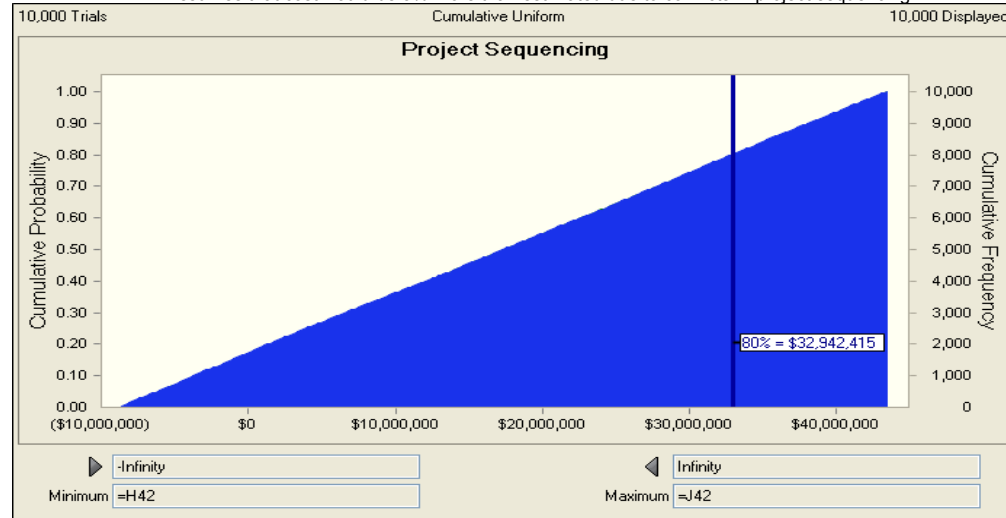 10,000 Trials Cumulative Uniform 10,000 Displayed
Project Sequencing
Cumulative Probability
1.00
0.90
0.80
0.70
0.60
0.50
0.40
0.30
0.20
0.10
0.00
10,000
9,000
8,000
7,000
6,000
5,000
4,000
3,000
2,000
1,000
0
Cumulative Frequency
80% = $32,942,415
($10,000,000) $0 $10,000,000 $20,000,000 $30,000,000 $40,000,000
-Infinity Infinity
Minimum =H42 Maximum =J42